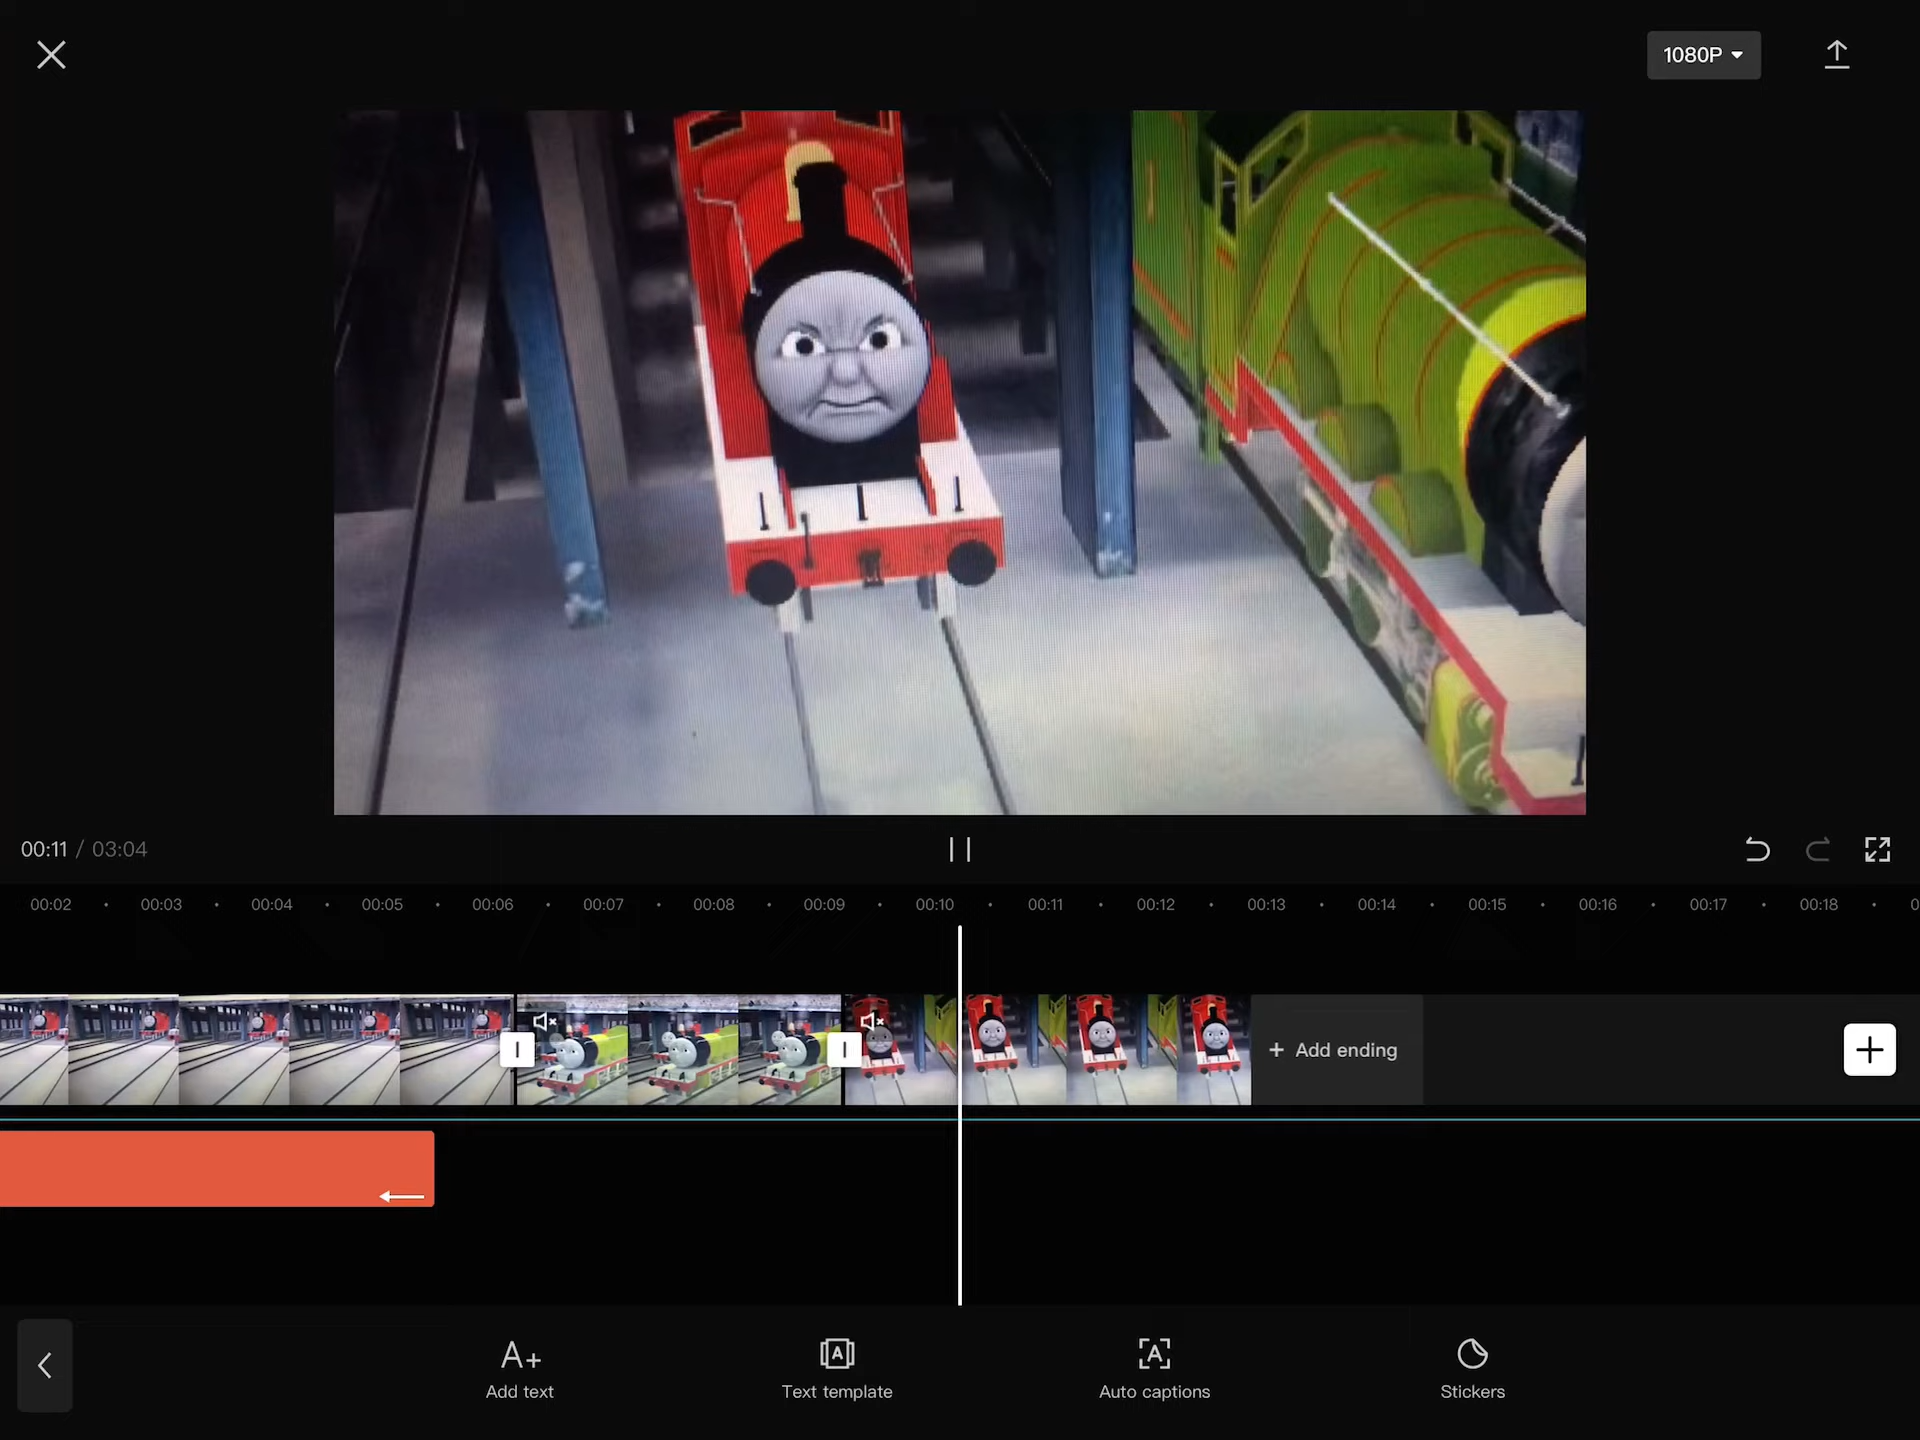 1080P
00:11 / 03:04
00:02 00:03 00:04 00:05 00:06 00:07 00:08 00:09 00:10 00:11 00:12 00:13 00:14 00:15 00:16 00:17 00:18
+ Add ending
Add text Text template Auto captions Stickers